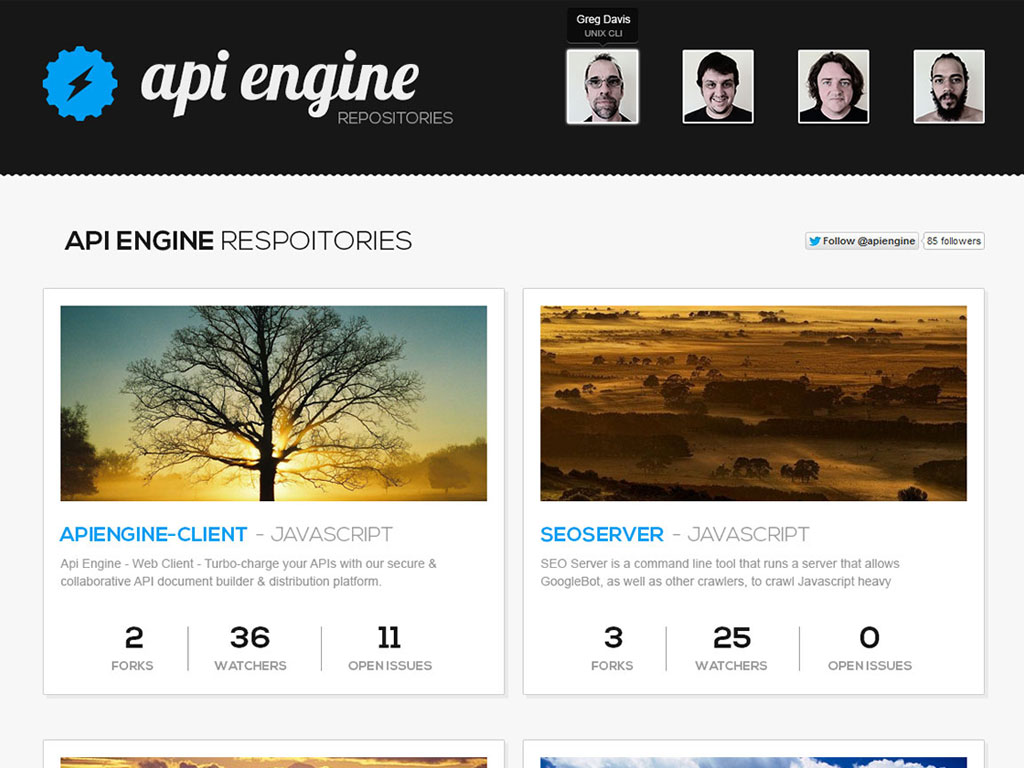 Greg Davis
UNIX CLI
api engine
REPOSITORIES
API ENGINE RESPOITORIES
Follow @apiengine
85 followers
APIENGINE-CLIENT - JAVASCRIPT
Api Engine - Web Client - Turbo-charge your APIs with our secure &
collaborative API document builder & distribution platform.
2
36
11
FORKS
WATCHERS
OPEN ISSUES
SEOSERVER - JAVASCRIPT
SEO Server is a command line tool that runs a server that allows
GoogleBot, as well as other crawlers, to crawl Javascript heavy
3
25
0
FORKS
WATCHERS
OPEN ISSUES